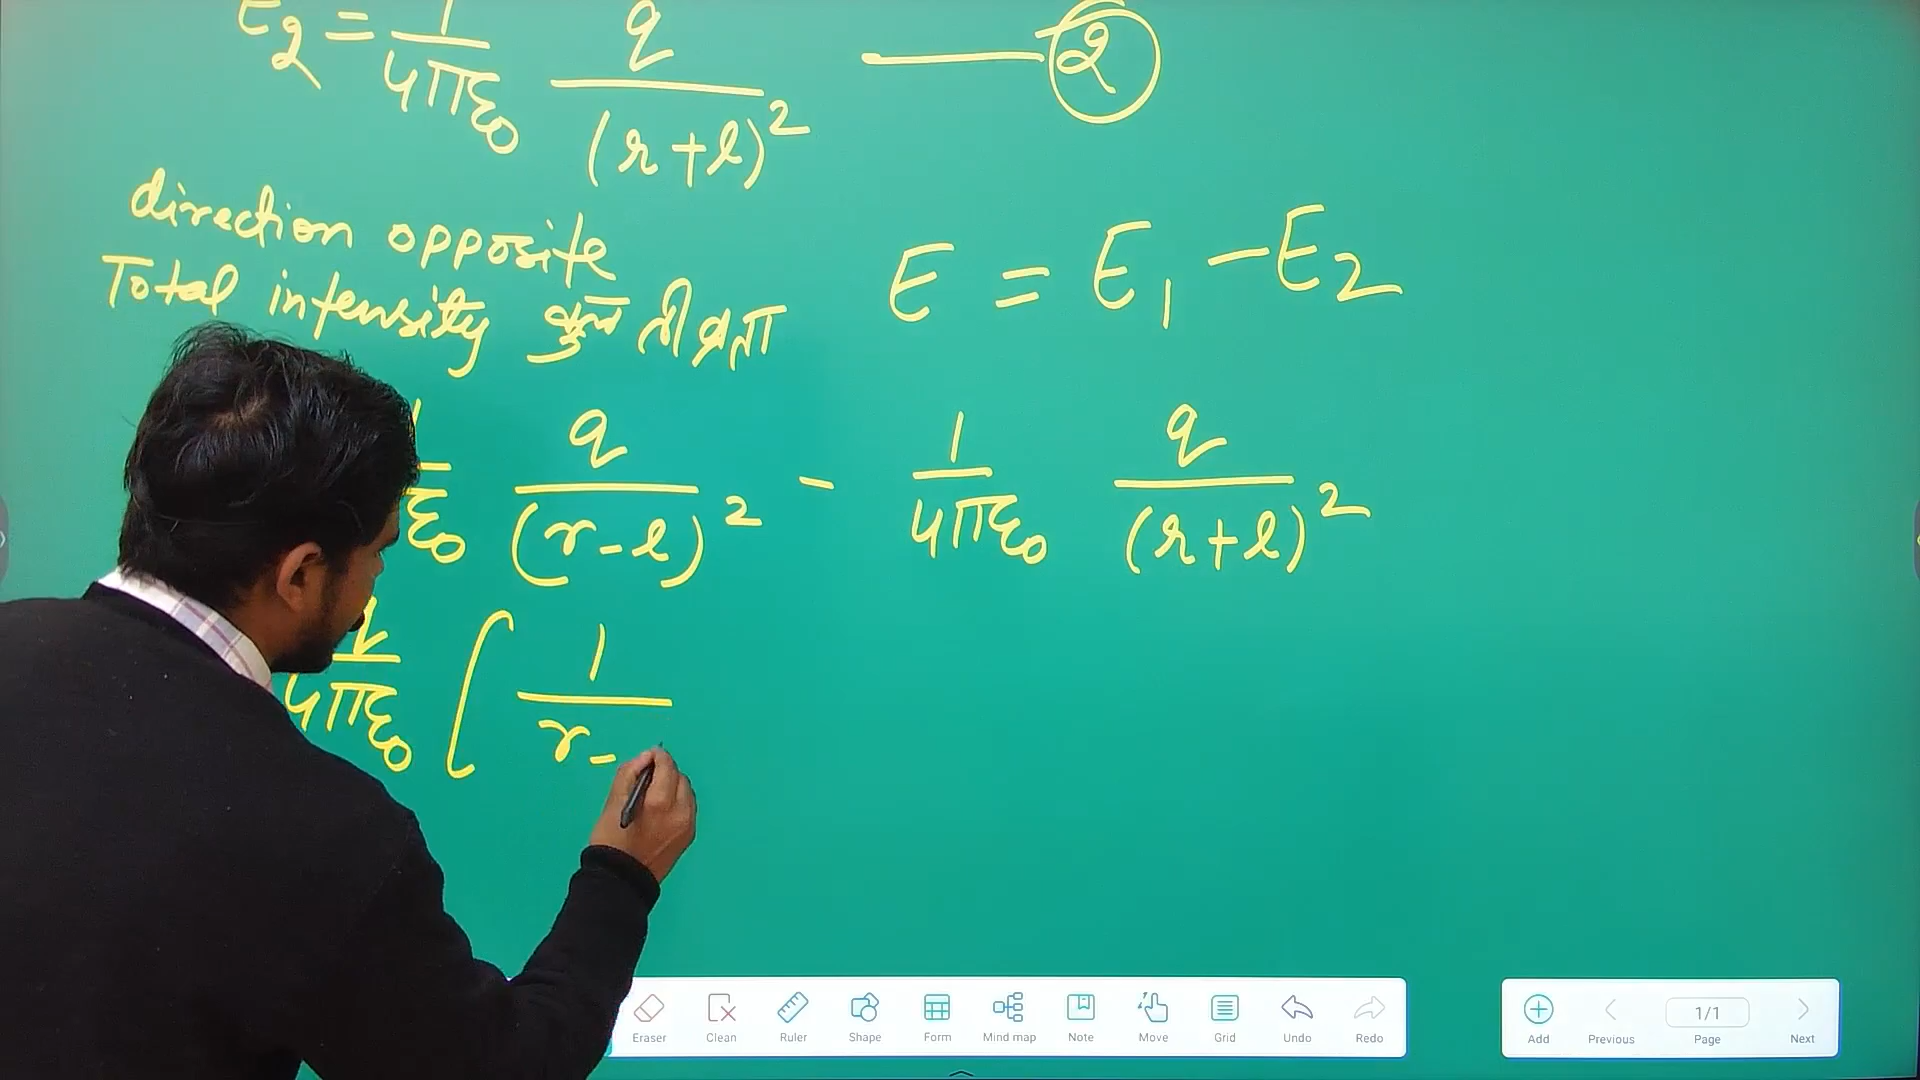 E₂ = 1/4πε₀ q/(r+l)² —— ②
direction opposite
Total intensity कुल तीव्रता E = E₁ - E₂
ε₀ q/(r-l)² - 1/4πε₀ q/(r+l)²
q/4πε₀ [ 1/r-
Eraser Clean Ruler Shape Form Mind map Note Move Grid Undo Redo
Add Previous 1/1 Page Next